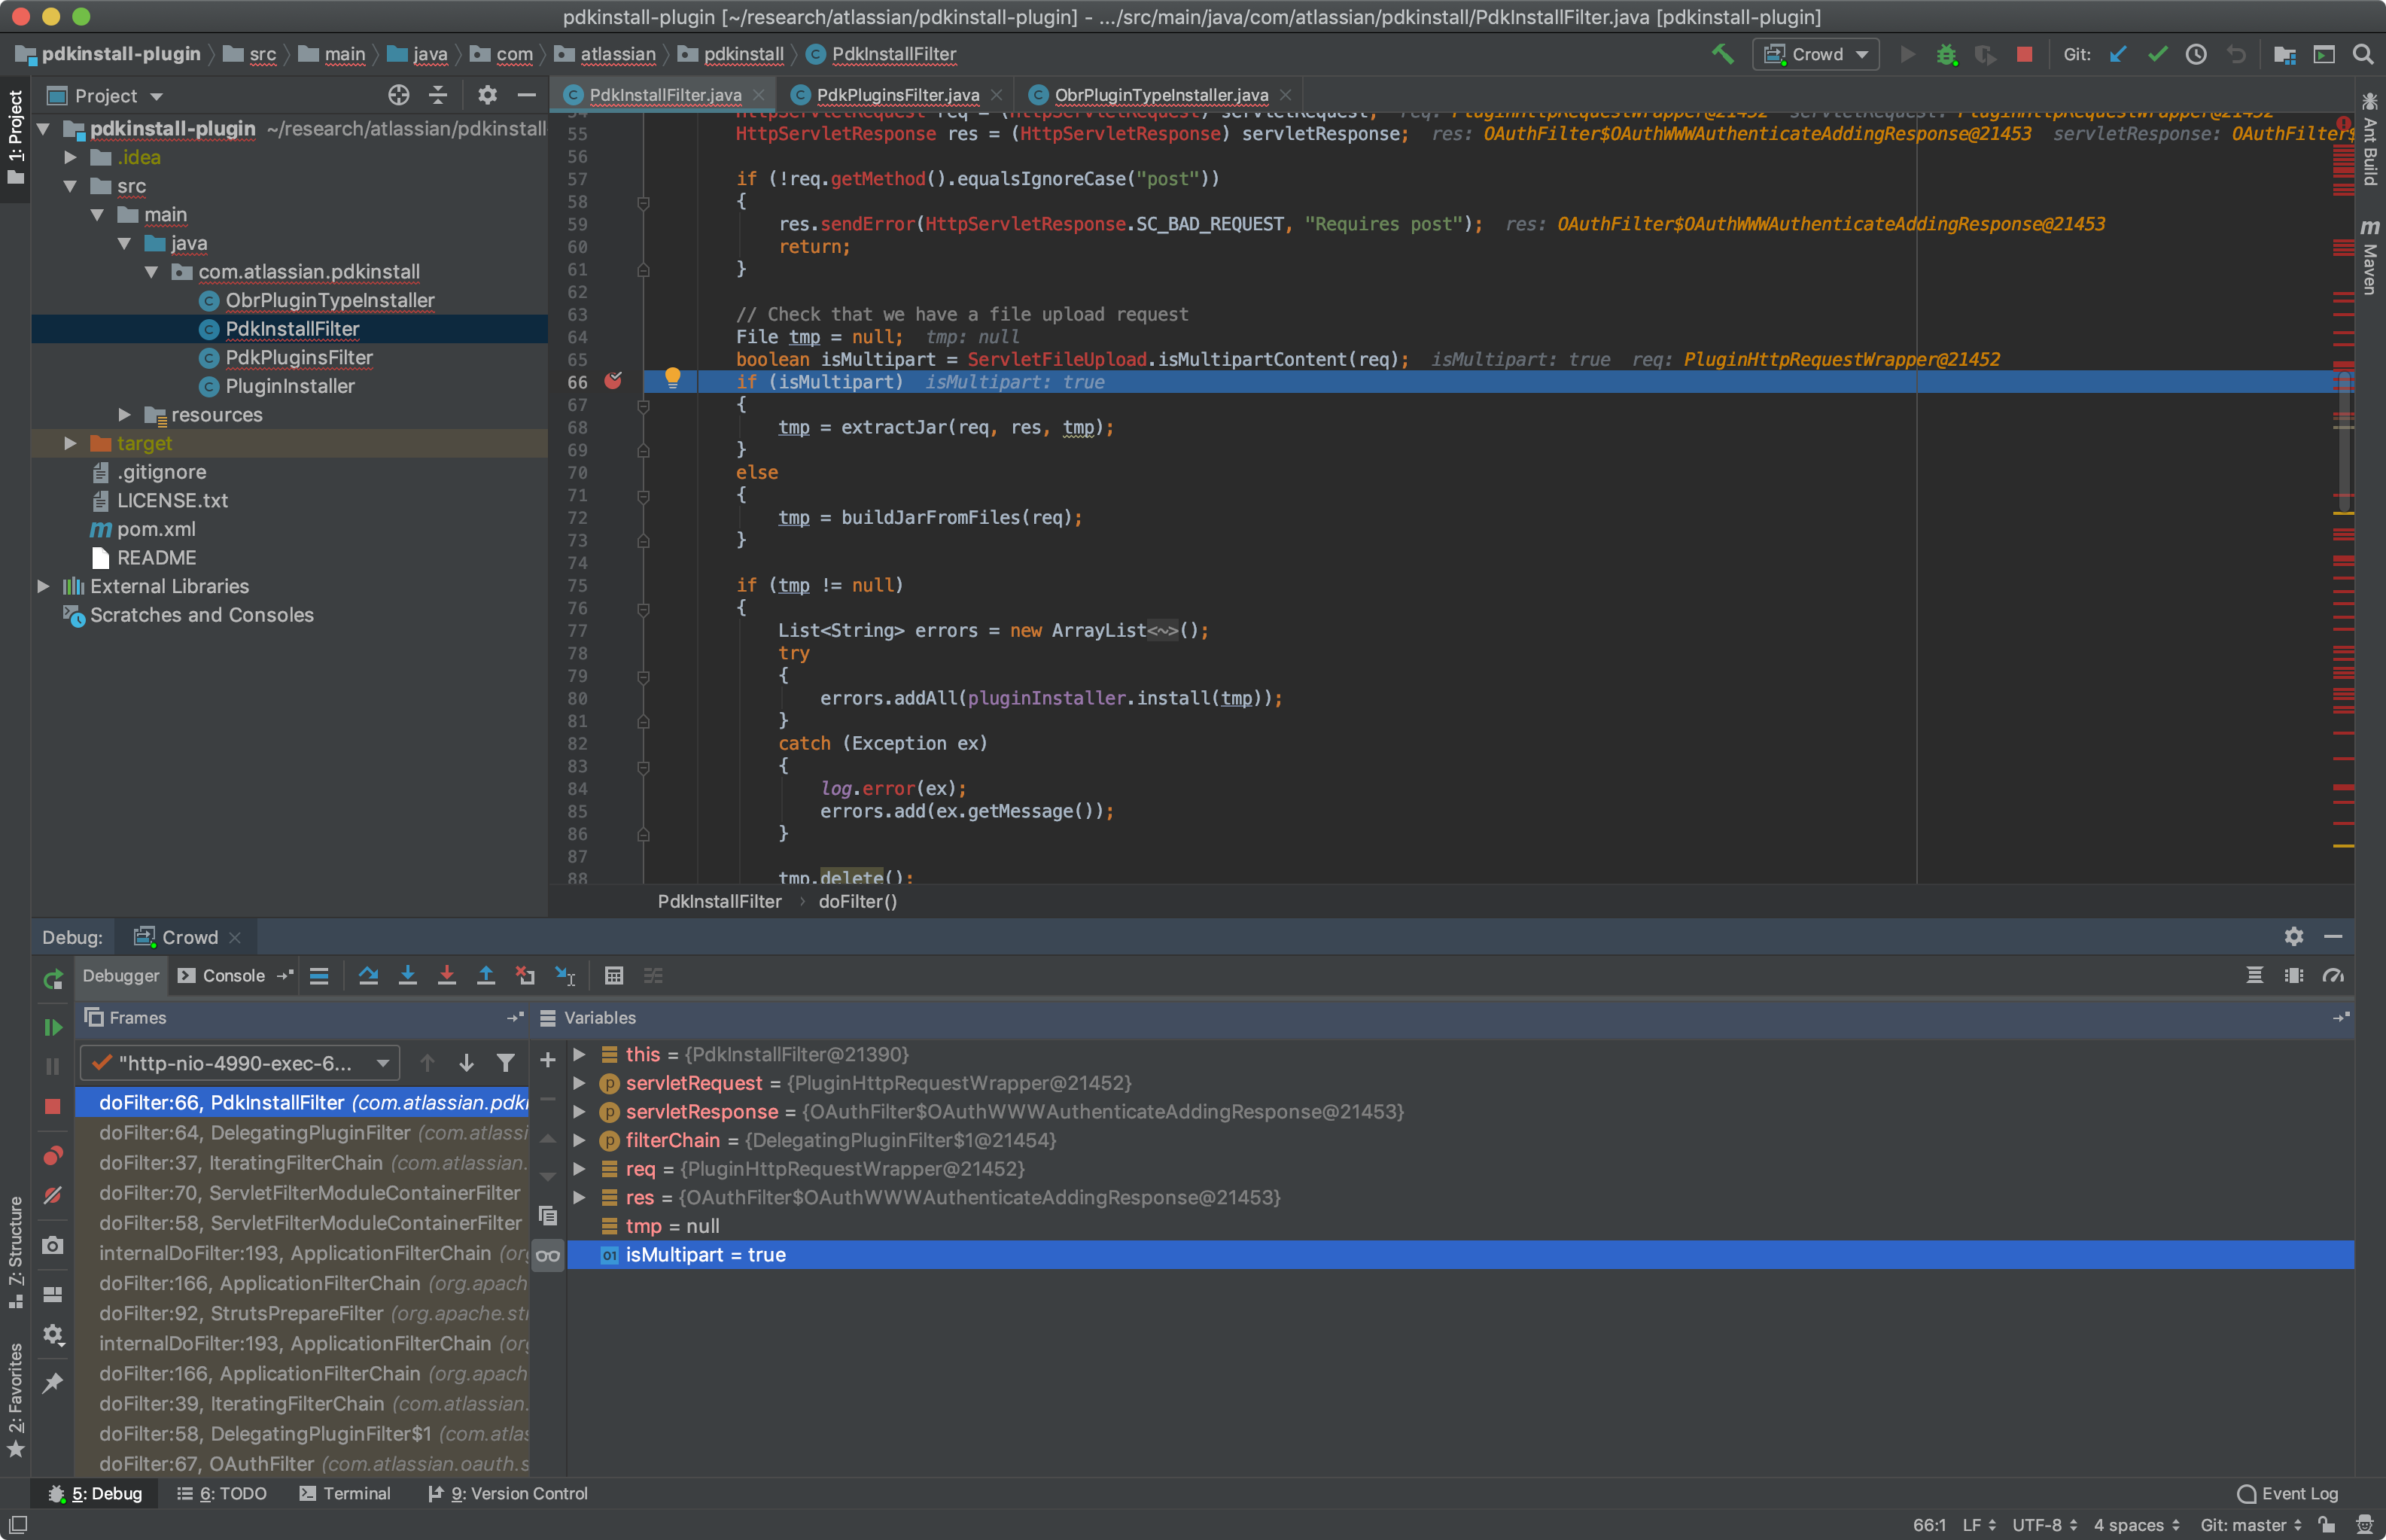 pdkinstall-plugin [~/research/atlassian/pdkinstall-plugin] - .../src/main/java/com/atlassian/pdkinstall/PdkInstallFilter.java [pdkinstall-plugin]
pdkinstall-plugin src main java com atlassian pdkinstall PdkInstallFilter Crowd Git:
1: Project
7: Structure
2: Favorites
Project
pdkinstall-plugin ~/research/atlassian/pdkinstall
.idea
src
main
java
com.atlassian.pdkinstall
ObrPluginTypeInstaller
PdkInstallFilter
PdkPluginsFilter
PluginInstaller
resources
target
.gitignore
LICENSE.txt
pom.xml
README
External Libraries
Scratches and Consoles
PdkInstallFilter.java PdkPluginsFilter.java ObrPluginTypeInstaller.java
54 HttpServletRequest req = (HttpServletRequest) servletRequest; req: PluginHttpRequestWrapper@21452 servletRequest: PluginHttpRequestWrapper@21452
55 HttpServletResponse res = (HttpServletResponse) servletResponse; res: OAuthFilter$OAuthWWWAuthenticateAddingResponse@21453 servletResponse: OAuthFilter$
56
57 if (!req.getMethod().equalsIgnoreCase("post"))
58 {
59 res.sendError(HttpServletResponse.SC_BAD_REQUEST, "Requires post"); res: OAuthFilter$OAuthWWWAuthenticateAddingResponse@21453
60 return;
61 }
62
63 // Check that we have a file upload request
64 File tmp = null; tmp: null
65 boolean isMultipart = ServletFileUpload.isMultipartContent(req); isMultipart: true req: PluginHttpRequestWrapper@21452
66 if (isMultipart) isMultipart: true
67 {
68 tmp = extractJar(req, res, tmp);
69 }
70 else
71 {
72 tmp = buildJarFromFiles(req);
73 }
74
75 if (tmp != null)
76 {
77 List<String> errors = new ArrayList<~>();
78 try
79 {
80 errors.addAll(pluginInstaller.install(tmp));
81 }
82 catch (Exception ex)
83 {
84 log.error(ex);
85 errors.add(ex.getMessage());
86 }
87
88 tmp.delete();
PdkInstallFilter › doFilter()
Ant Build
Maven
Debug: Crowd
Debugger Console
Frames
"http-nio-4990-exec-6...
doFilter:66, PdkInstallFilter (com.atlassian.pdki
doFilter:64, DelegatingPluginFilter (com.atlassi
doFilter:37, IteratingFilterChain (com.atlassian.
doFilter:70, ServletFilterModuleContainerFilter
doFilter:58, ServletFilterModuleContainerFilter
internalDoFilter:193, ApplicationFilterChain (org
doFilter:166, ApplicationFilterChain (org.apach
doFilter:92, StrutsPrepareFilter (org.apache.str
internalDoFilter:193, ApplicationFilterChain (org
doFilter:166, ApplicationFilterChain (org.apach
doFilter:39, IteratingFilterChain (com.atlassian.
doFilter:58, DelegatingPluginFilter$1 (com.atlas
doFilter:67, OAuthFilter (com.atlassian.oauth.s
Variables
this = {PdkInstallFilter@21390}
servletRequest = {PluginHttpRequestWrapper@21452}
servletResponse = {OAuthFilter$OAuthWWWAuthenticateAddingResponse@21453}
filterChain = {DelegatingPluginFilter$1@21454}
req = {PluginHttpRequestWrapper@21452}
res = {OAuthFilter$OAuthWWWAuthenticateAddingResponse@21453}
tmp = null
isMultipart = true
5: Debug 6: TODO Terminal 9: Version Control Event Log
66:1 LF UTF-8 4 spaces Git: master